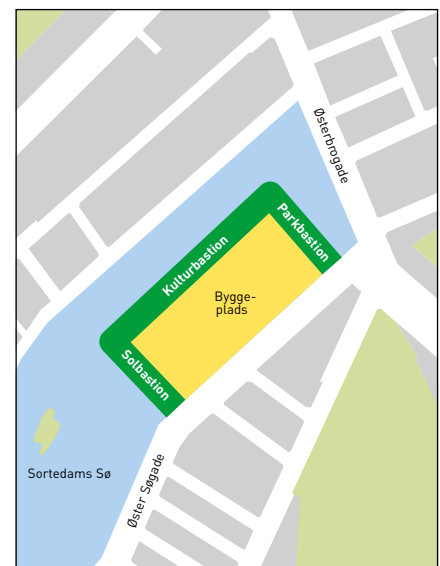 Østerbrogade
Parkbastion
Kulturbastion
Bygge-
plads
Solbastion
Sortedams Sø
Øster Søgade